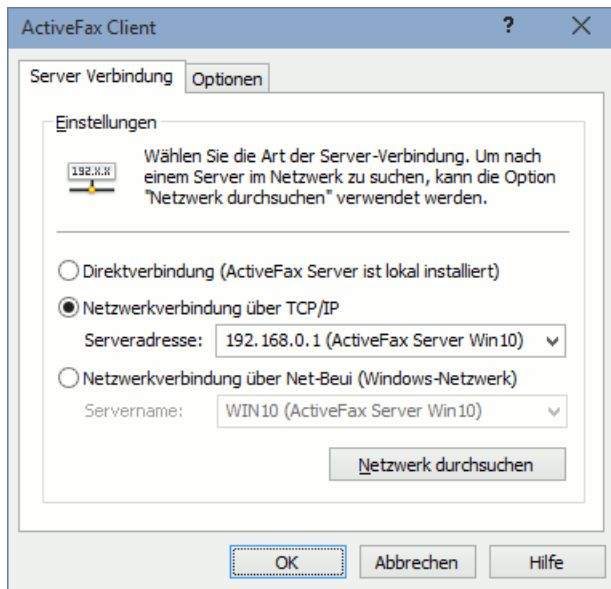 ActiveFax Client
Server Verbindung
Optionen
Einstellungen
192.X.X
Wählen Sie die Art der Server-Verbindung. Um nach
einem Server im Netzwerk zu suchen, kann die Option
"Netzwerk durchsuchen" verwendet werden.
Direktverbindung (ActiveFax Server ist lokal installiert)
Netzwerkverbindung über TCP/IP
Serveradresse: 192.168.0.1 (ActiveFax Server Win10)
Netzwerkverbindung über Net-Beui (Windows-Netzwerk)
Servername: WIN10 (ActiveFax Server Win10)
Netzwerk durchsuchen
OK Abbrechen Hilfe